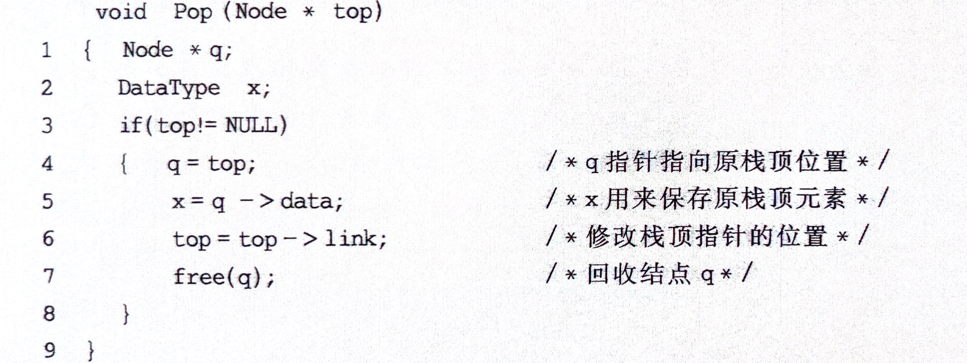 void Pop (Node * top)
1 { Node * q;
2 DataType x;
3 if(top!= NULL)
4 { q = top; / * q 指针指向原栈顶位置 * /
5 x = q ->data; / * x 用来保存原栈顶元素 * /
6 top = top -> link; / * 修改栈顶指针的位置 * /
7 free(q); / * 回收结点 q * /
8 }
9 }